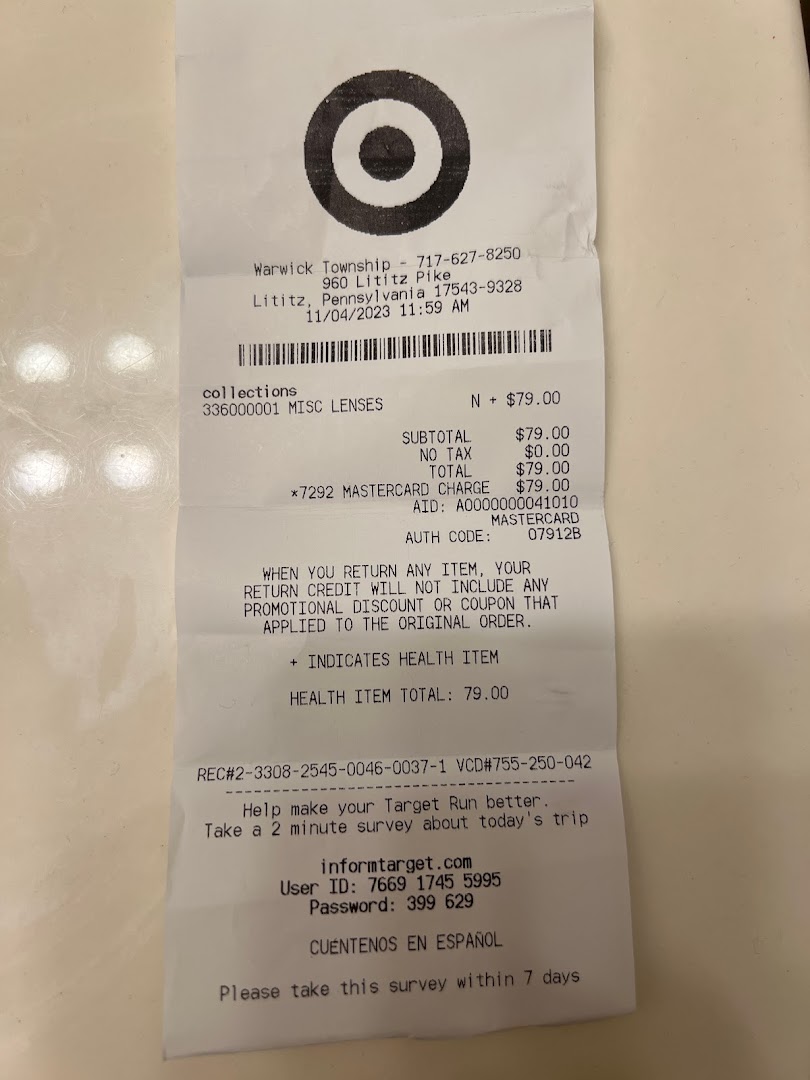 Warwick Township - 717-627-8250
960 Lititz Pike
Lititz, Pennsylvania 17543-9328
11/04/2023 11:59 AM
collections
336000001 MISC LENSES N + $79.00
SUBTOTAL $79.00
NO TAX $0.00
TOTAL $79.00
*7292 MASTERCARD CHARGE $79.00
AID: A0000000041010
MASTERCARD
AUTH CODE: 07912B
WHEN YOU RETURN ANY ITEM, YOUR
RETURN CREDIT WILL NOT INCLUDE ANY
PROMOTIONAL DISCOUNT OR COUPON THAT
APPLIED TO THE ORIGINAL ORDER.
+ INDICATES HEALTH ITEM
HEALTH ITEM TOTAL: 79.00
REC#2-3308-2545-0046-0037-1 VCD#755-250-042
Help make your Target Run better.
Take a 2 minute survey about today's trip
informtarget.com
User ID: 7669 1745 5995
Password: 399 629
CUÉNTENOS EN ESPAÑOL
Please take this survey within 7 days